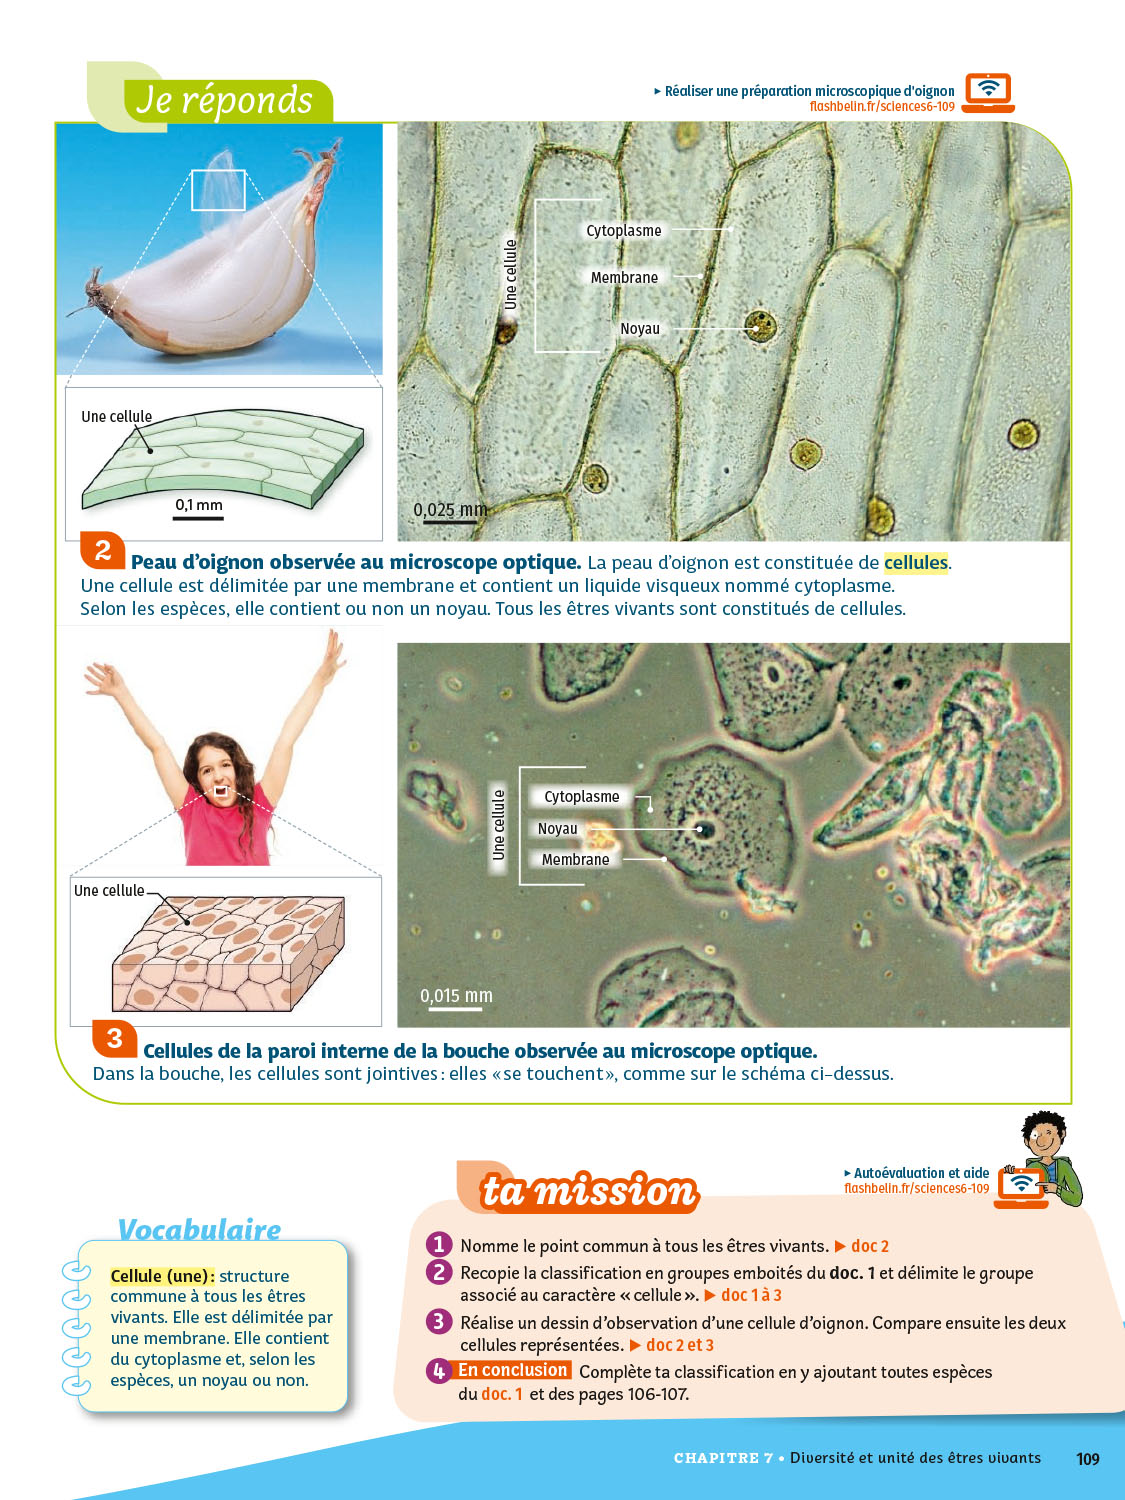 Je réponds
▸ Réaliser une préparation microscopique d'oignon
flashbelin.fr/sciences6-109
Une cellule
Cytoplasme
Membrane
Noyau
Une cellule
0,1 mm
0,025 mm
2 Peau d'oignon observée au microscope optique. La peau d'oignon est constituée de cellules.
Une cellule est délimitée par une membrane et contient un liquide visqueux nommé cytoplasme.
Selon les espèces, elle contient ou non un noyau. Tous les êtres vivants sont constitués de cellules.
Une cellule
Cytoplasme
Noyau
Membrane
Une cellule
0,015 mm
3 Cellules de la paroi interne de la bouche observée au microscope optique.
Dans la bouche, les cellules sont jointives : elles « se touchent », comme sur le schéma ci-dessus.
Vocabulaire
Cellule (une) : structure
commune à tous les êtres
vivants. Elle est délimitée par
une membrane. Elle contient
du cytoplasme et, selon les
espèces, un noyau ou non.
ta mission
▸ Autoévaluation et aide
flashbelin.fr/sciences6-109
1 Nomme le point commun à tous les êtres vivants. ▶ doc 2
2 Recopie la classification en groupes emboités du doc. 1 et délimite le groupe
associé au caractère « cellule ». ▶ doc 1 à 3
3 Réalise un dessin d'observation d'une cellule d'oignon. Compare ensuite les deux
cellules représentées. ▶ doc 2 et 3
4 En conclusion Complète ta classification en y ajoutant toutes espèces
du doc. 1 et des pages 106-107.
CHAPITRE 7 • Diversité et unité des êtres vivants 109